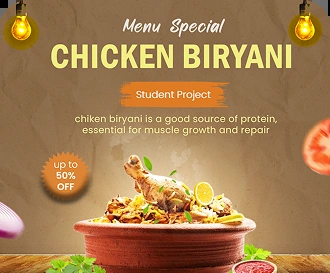 Menu Special
CHICKEN BIRYANI
Student Project
chiken biryani is a good source of protein,
essential for muscle growth and repair
up to
50%
OFF